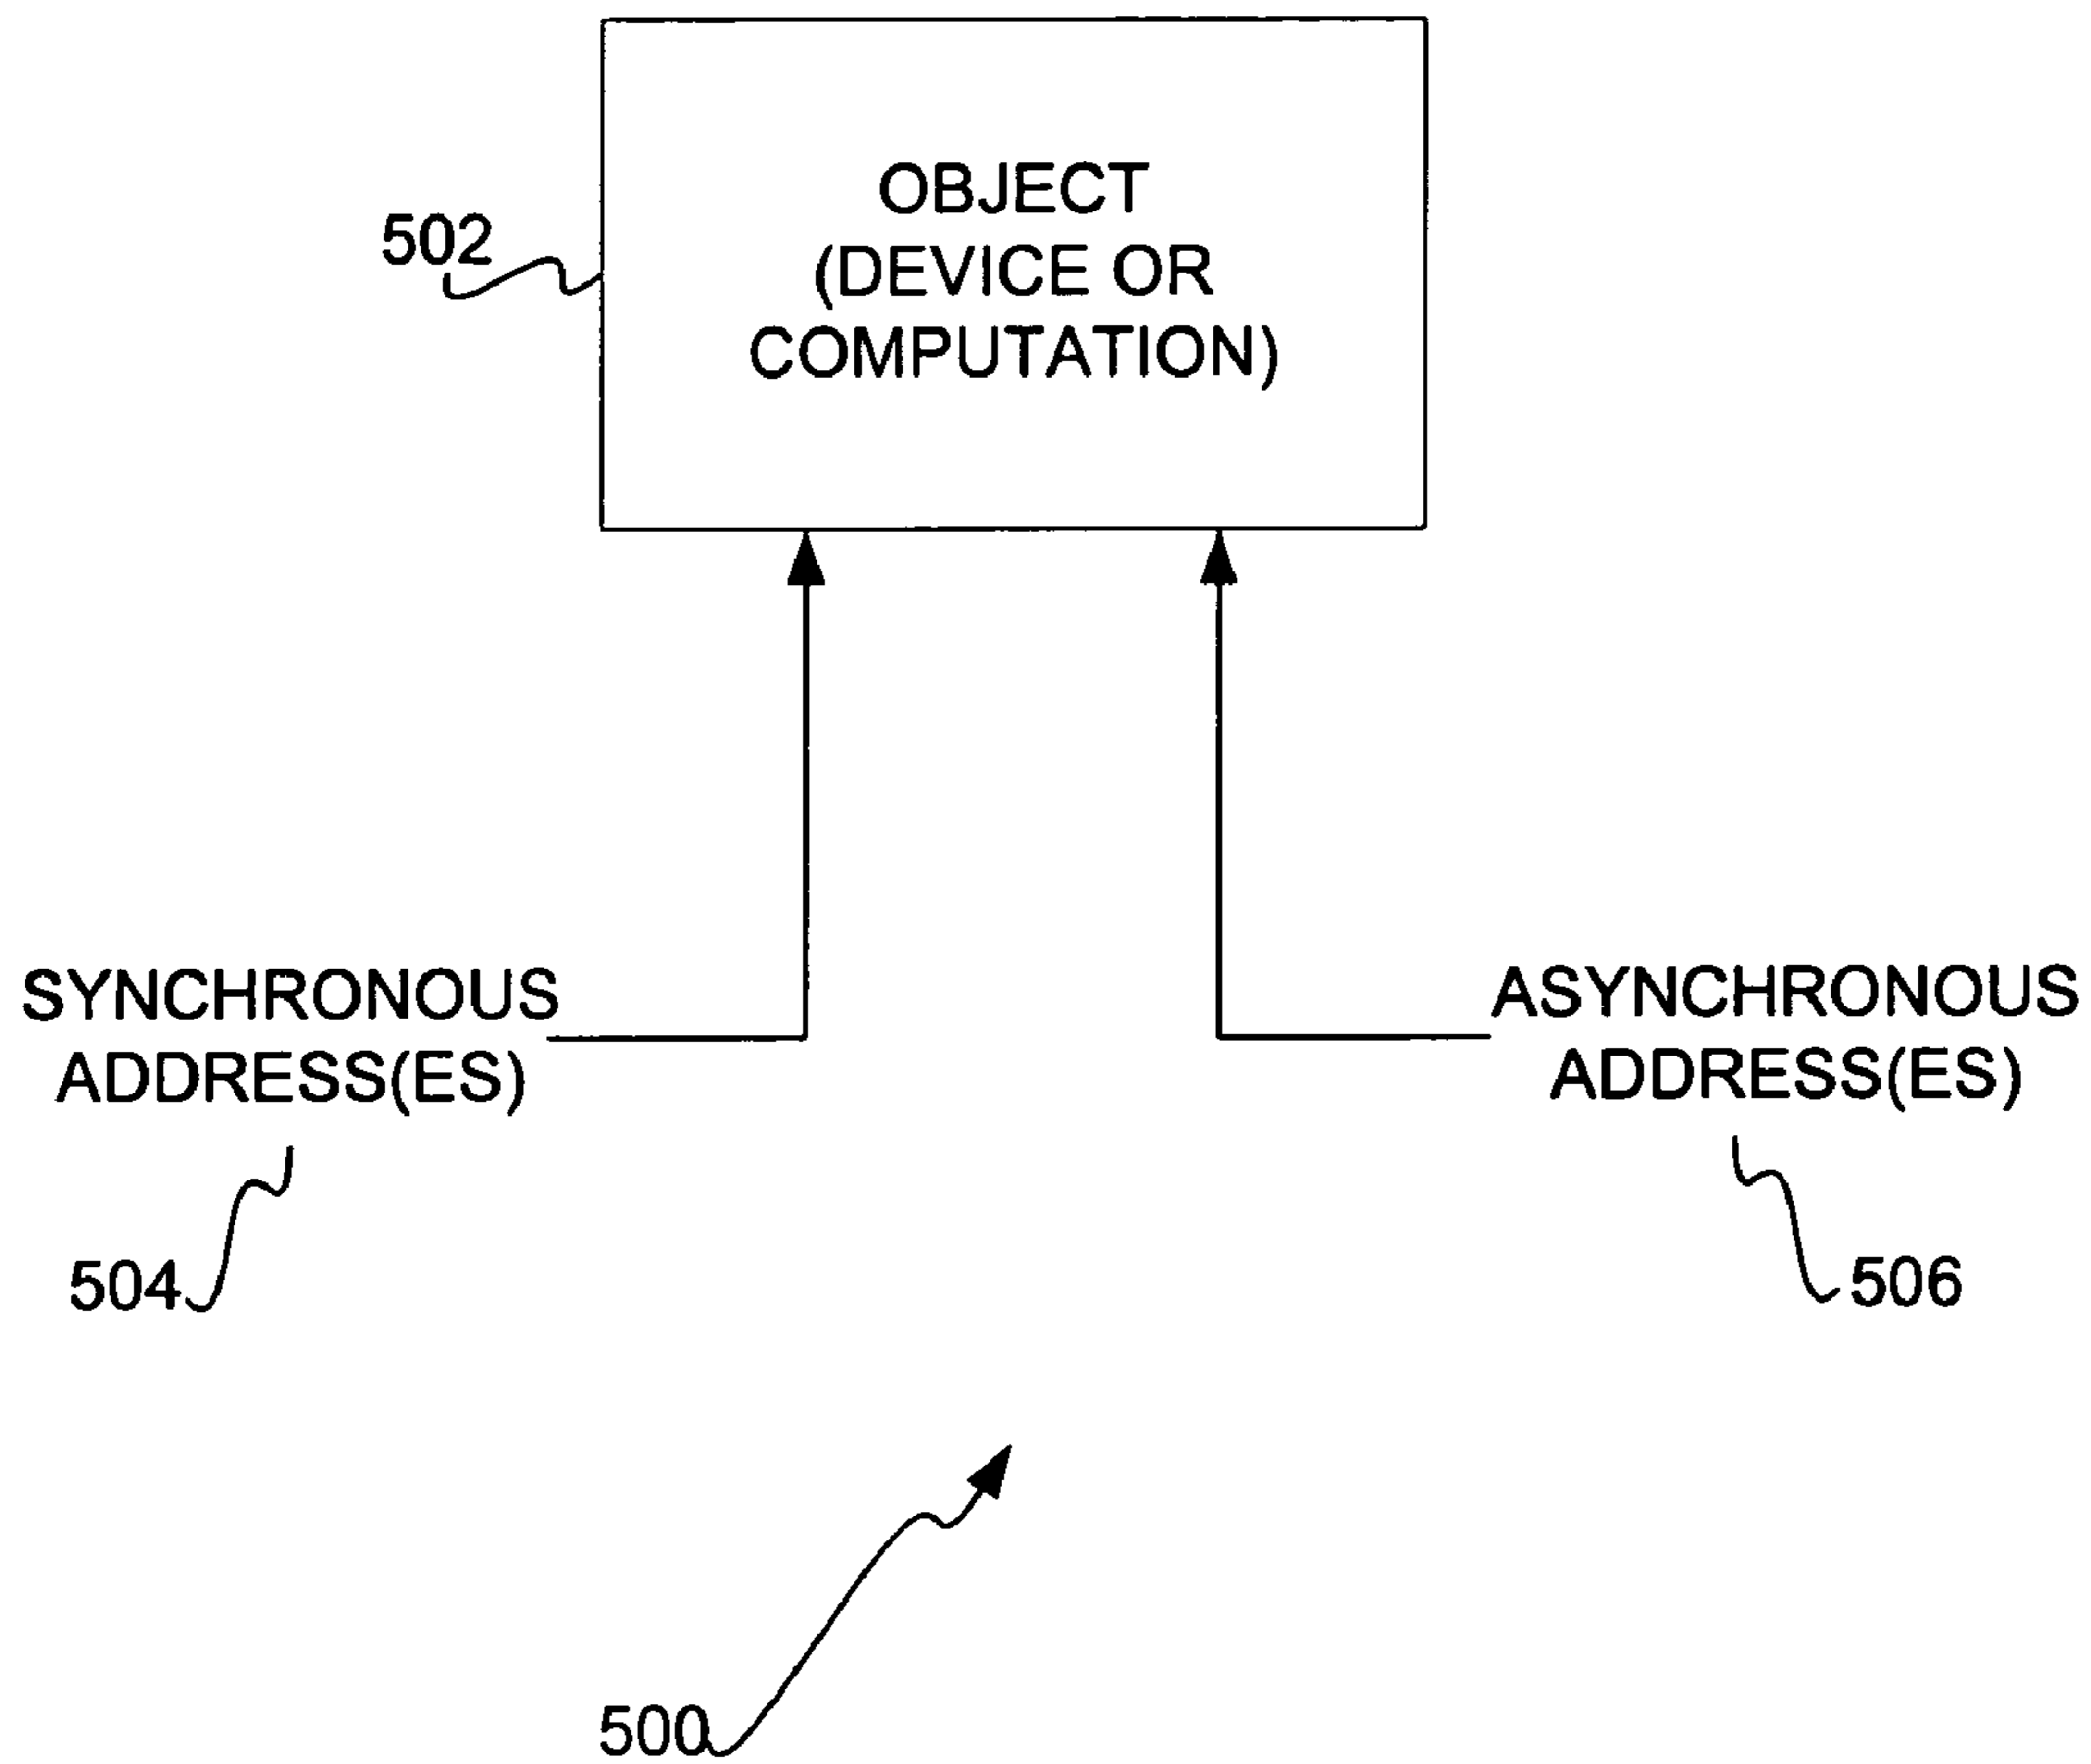 OBJECT
(DEVICE OR
COMPUTATION)
502
SYNCHRONOUS
ADDRESS(ES)
ASYNCHRONOUS
ADDRESS(ES)
504
506
500